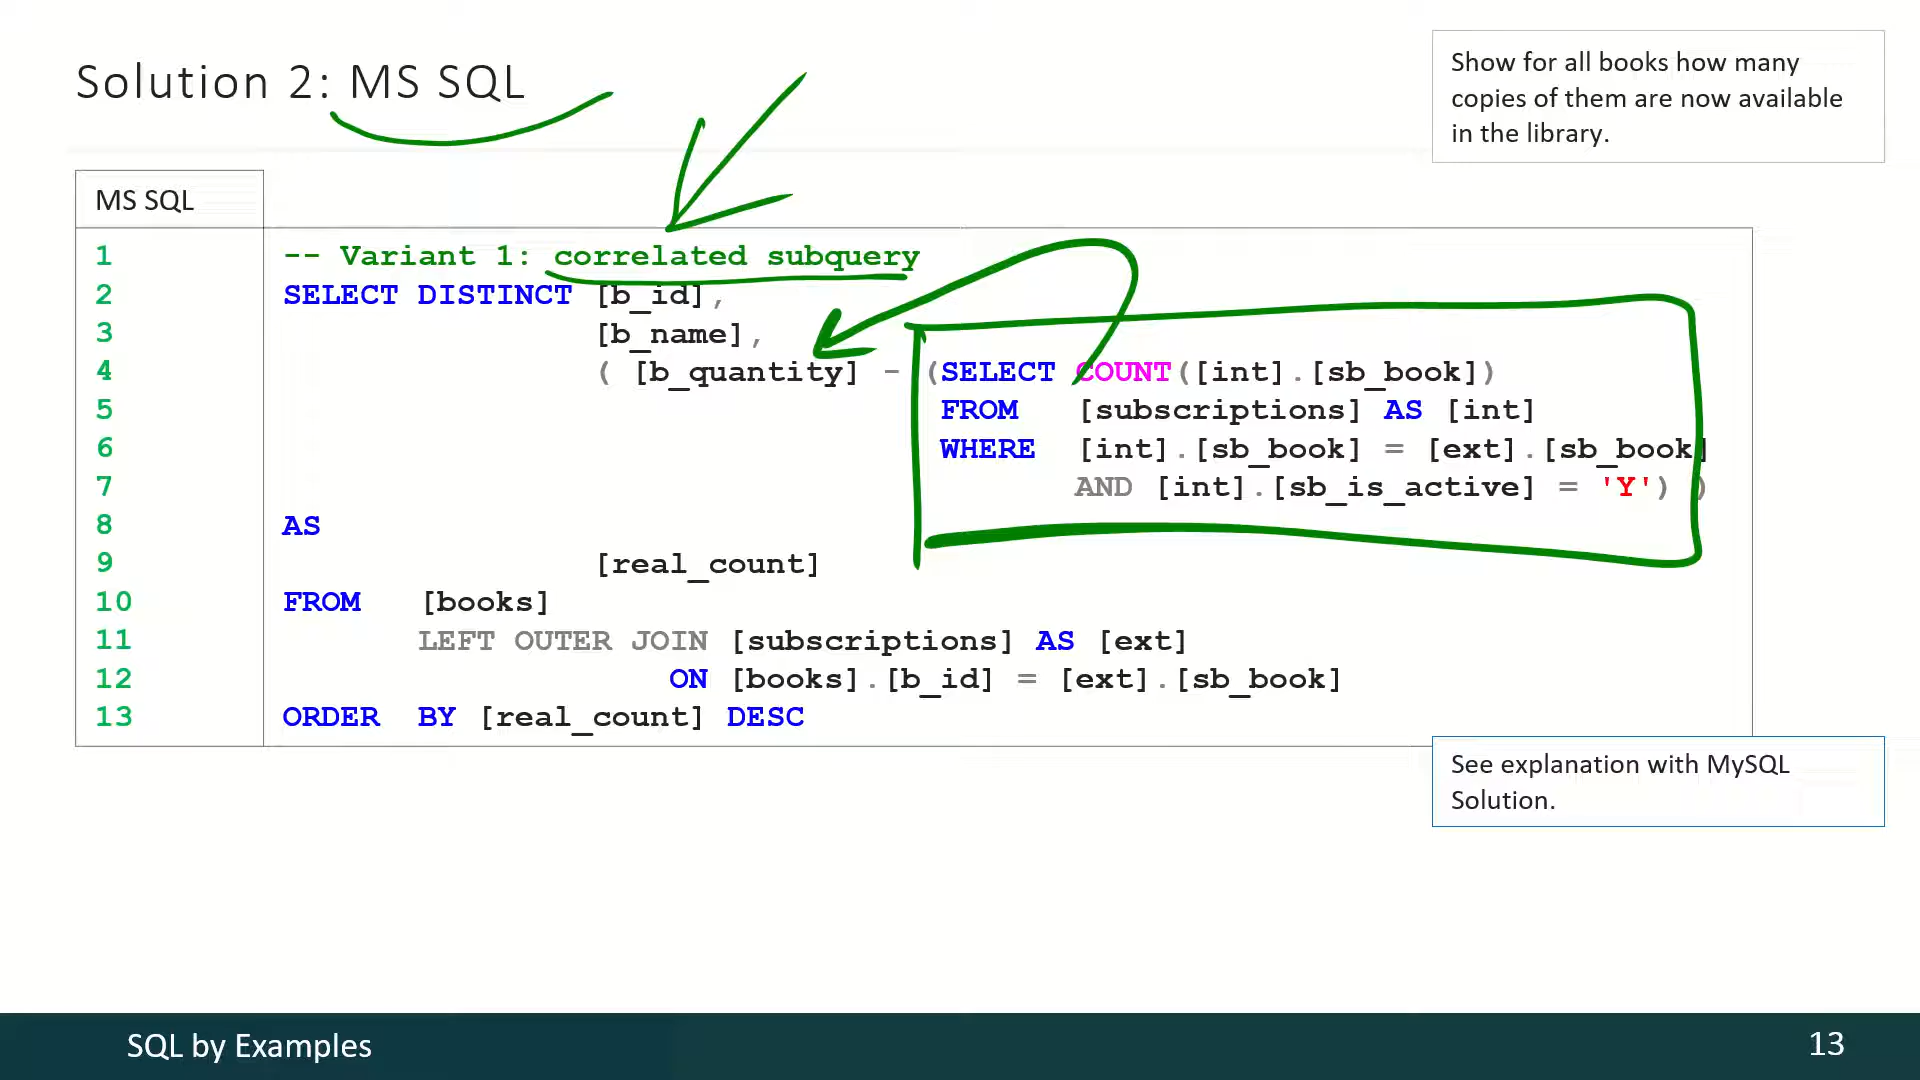 Solution 2: MS SQL
Show for all books how many
copies of them are now available
in the library.
MS SQL
1 -- Variant 1: correlated subquery
2 SELECT DISTINCT [b_id],
3 [b_name],
4 ( [b_quantity] - (SELECT COUNT([int].[sb_book])
5 FROM [subscriptions] AS [int]
6 WHERE [int].[sb_book] = [ext].[sb_book]
7 AND [int].[sb_is_active] = 'Y') )
8 AS
9 [real_count]
10 FROM [books]
11 LEFT OUTER JOIN [subscriptions] AS [ext]
12 ON [books].[b_id] = [ext].[sb_book]
13 ORDER BY [real_count] DESC
See explanation with MySQL
Solution.
SQL by Examples
13